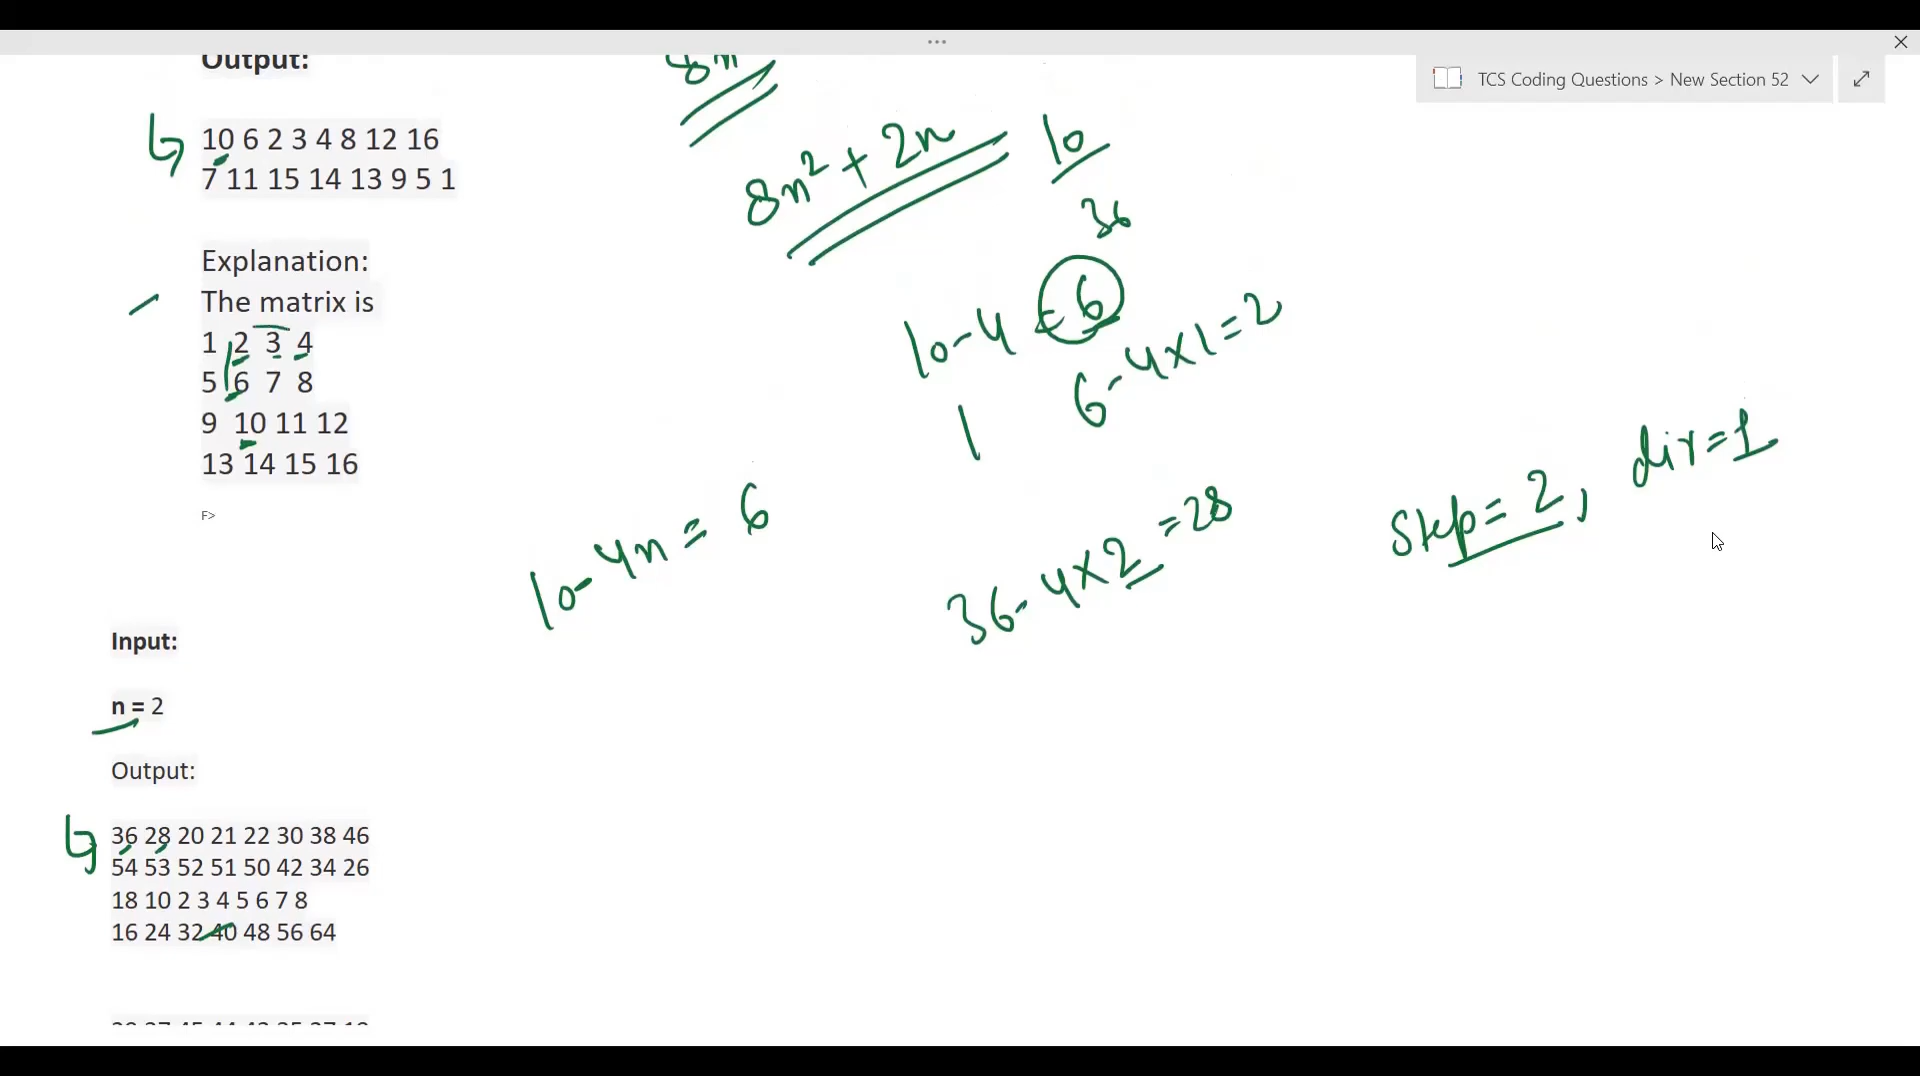 TCS Coding Questions > New Section 52
Output:
10 6 2 3 4 8 12 16
7 11 15 14 13 9 5 1
Explanation:
The matrix is
1 2 3 4
5 6 7 8
9 10 11 12
13 14 15 16
F>
Input:
n = 2
Output:
36 28 20 21 22 30 38 46
54 53 52 51 50 42 34 26
18 10 2 3 4 5 6 7 8
16 24 32 40 48 56 64
8n
8n² + 2n
10
36
10-4 = 6
6-4×1=2
1
10-4n = 6
36-4×2 =28
Step= 2,
dir=1